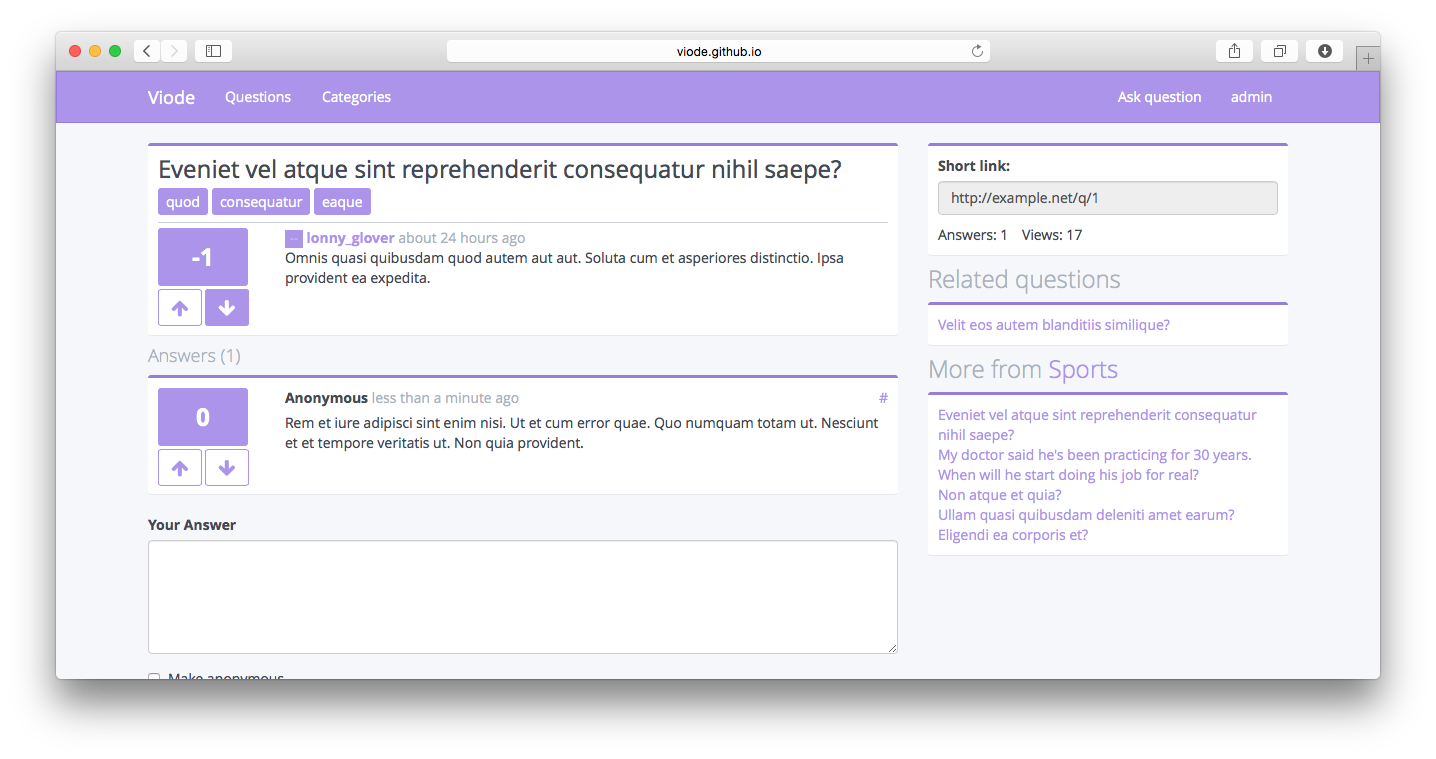 viode.github.io
Viode Questions Categories Ask question admin
Eveniet vel atque sint reprehenderit consequatur nihil saepe?
quod consequatur eaque
-1
lonny_glover about 24 hours ago
Omnis quasi quibusdam quod autem aut aut. Soluta cum et asperiores distinctio. Ipsa
provident ea expedita.
Answers (1)
0
Anonymous less than a minute ago #
Rem et iure adipisci sint enim nisi. Ut et cum error quae. Quo numquam totam ut. Nesciunt
et et tempore veritatis ut. Non quia provident.
Your Answer
Make anonymous
Short link:
http://example.net/q/1
Answers: 1 Views: 17
Related questions
Velit eos autem blanditiis similique?
More from Sports
Eveniet vel atque sint reprehenderit consequatur
nihil saepe?
My doctor said he's been practicing for 30 years.
When will he start doing his job for real?
Non atque et quia?
Ullam quasi quibusdam deleniti amet earum?
Eligendi ea corporis et?